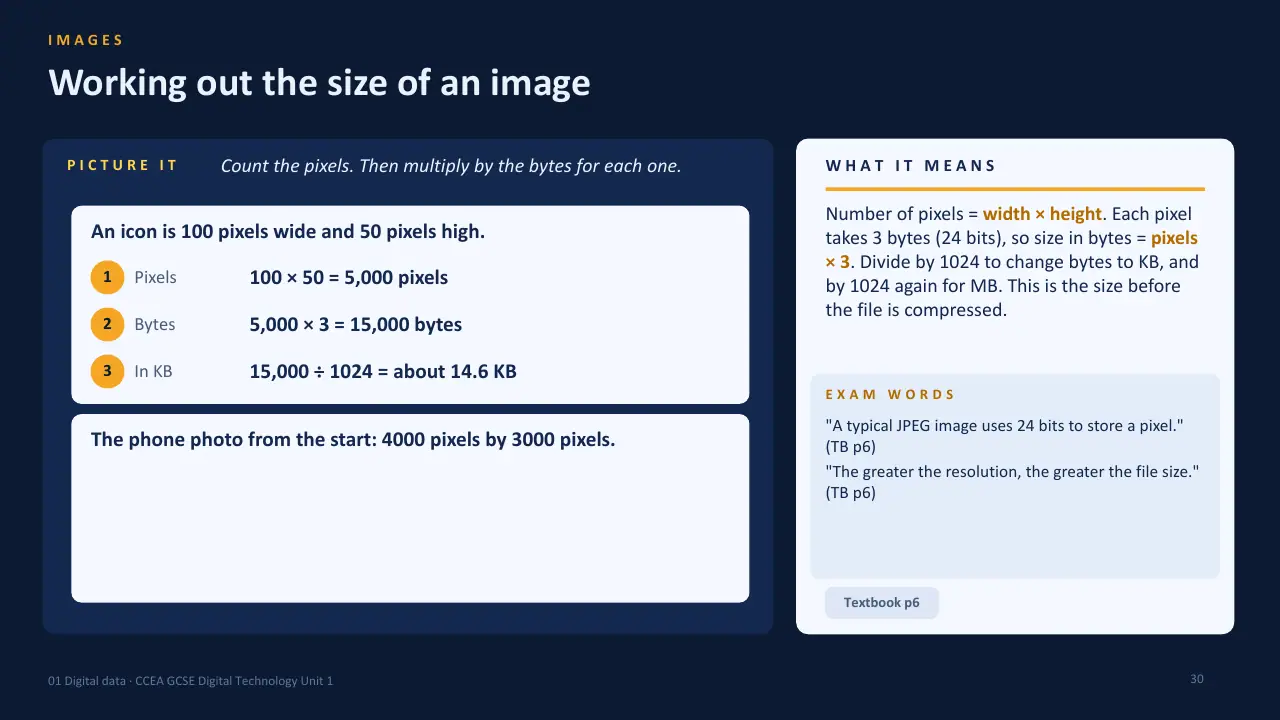 IMAGES
Working out the size of an image
PICTURE IT
Count the pixels. Then multiply by the bytes for each one.
An icon is 100 pixels wide and 50 pixels high.
1 Pixels 100 × 50 = 5,000 pixels
2 Bytes 5,000 × 3 = 15,000 bytes
3 In KB 15,000 ÷ 1024 = about 14.6 KB
The phone photo from the start: 4000 pixels by 3000 pixels.
WHAT IT MEANS
Number of pixels = width × height. Each pixel
takes 3 bytes (24 bits), so size in bytes = pixels
× 3. Divide by 1024 to change bytes to KB, and
by 1024 again for MB. This is the size before
the file is compressed.
EXAM WORDS
"A typical JPEG image uses 24 bits to store a pixel."
(TB p6)
"The greater the resolution, the greater the file size."
(TB p6)
Textbook p6
01 Digital data · CCEA GCSE Digital Technology Unit 1
30